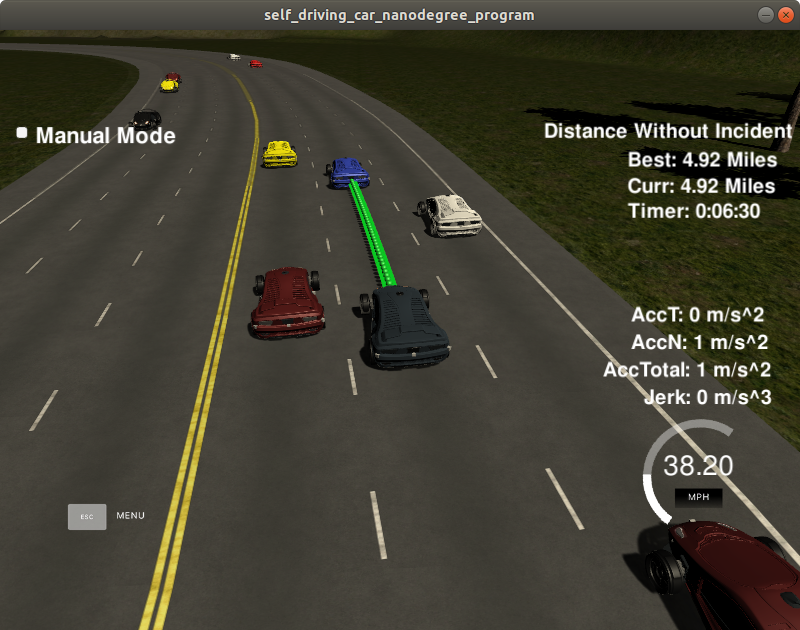 self_driving_car_nanodegree_program
Manual Mode
Distance Without Incident
Best: 4.92 Miles
Curr: 4.92 Miles
Timer: 0:06:30
AccT: 0 m/s^2
AccN: 1 m/s^2
AccTotal: 1 m/s^2
Jerk: 0 m/s^3
38.20
MPH
ESC MENU